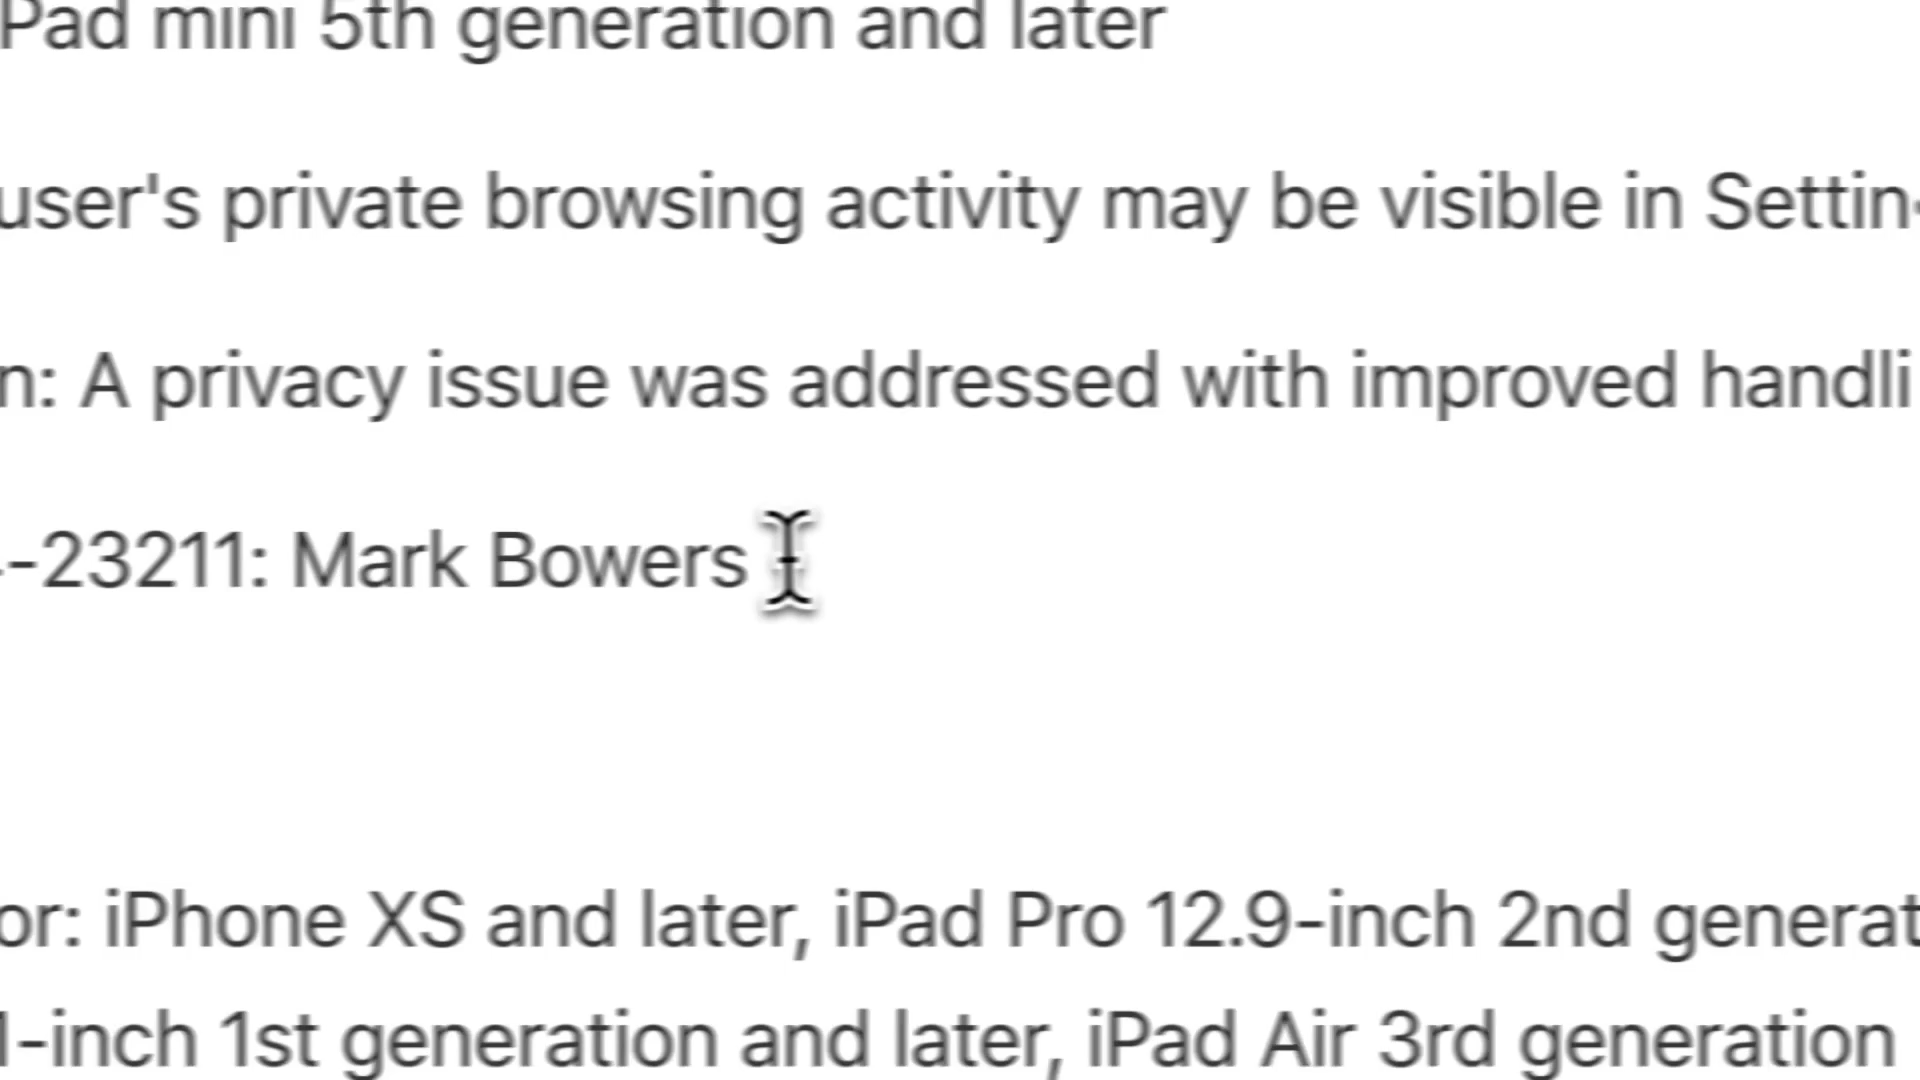 Pad mini 5th generation and later
user's private browsing activity may be visible in Settin
n: A privacy issue was addressed with improved handli
-23211: Mark Bowers
or: iPhone XS and later, iPad Pro 12.9-inch 2nd generat
-inch 1st generation and later, iPad Air 3rd generation